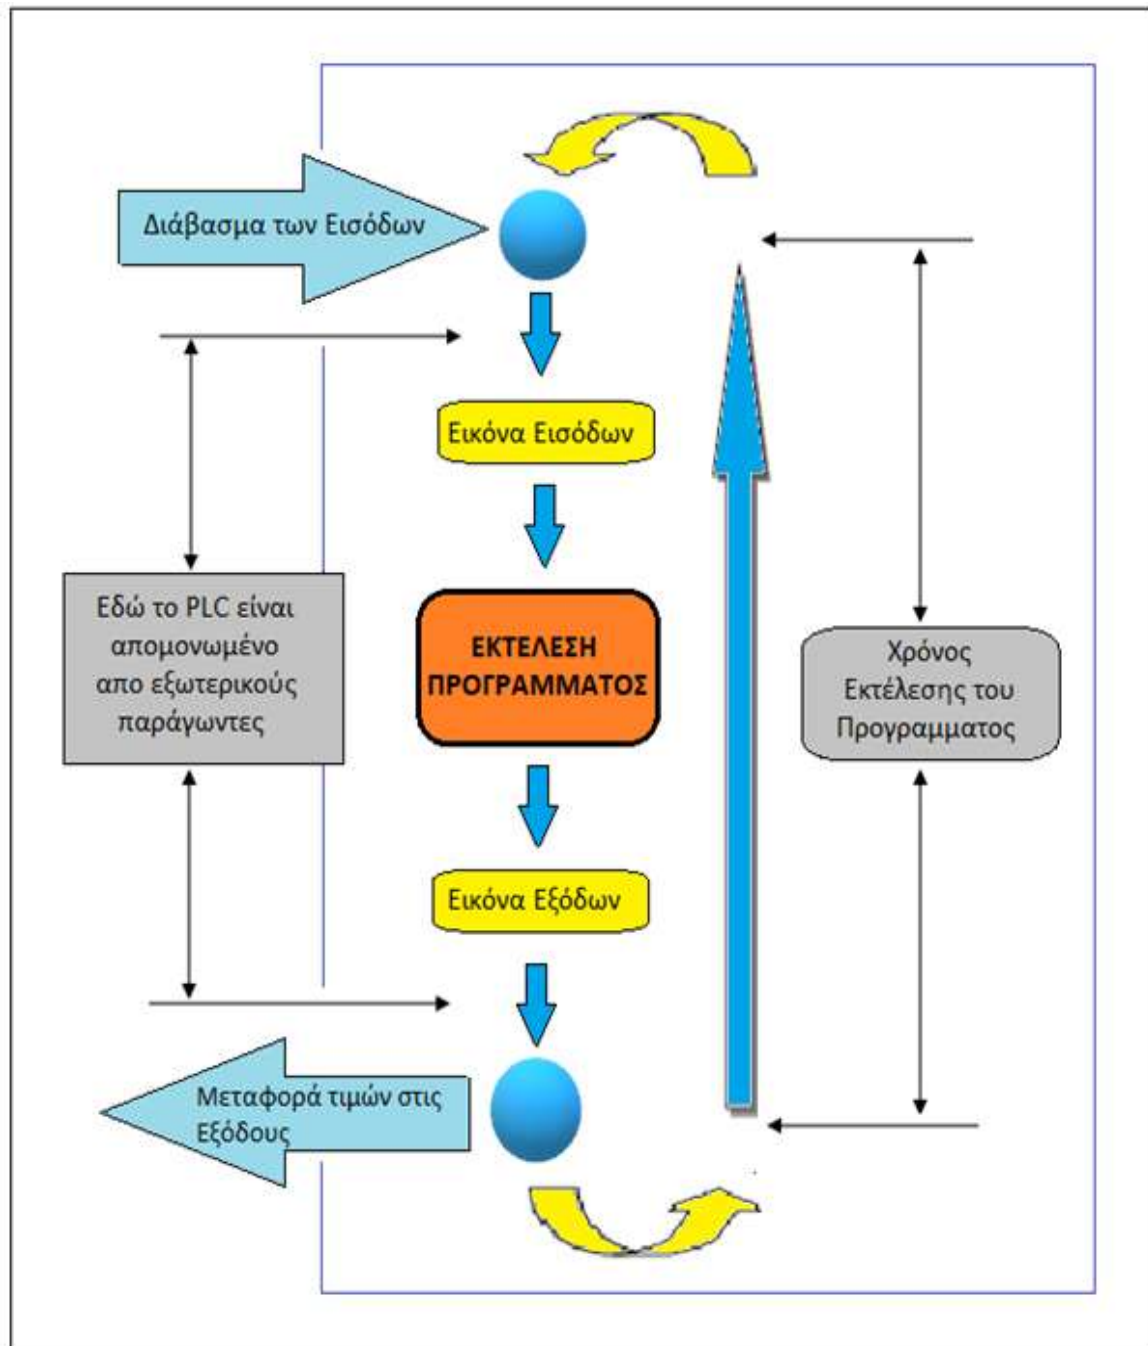 Διάβασμα των Εισόδων
Εικόνα Εισόδων
Εδώ το PLC είναι
απομονωμένο
απο εξωτερικούς
παράγωντες
ΕΚΤΕΛΕΣΗ
ΠΡΟΓΡΑΜΜΑΤΟΣ
Χρόνος
Εκτέλεσης του
Προγραμματος
Εικόνα Εξόδων
Μεταφορά τιμών στις
Εξόδους